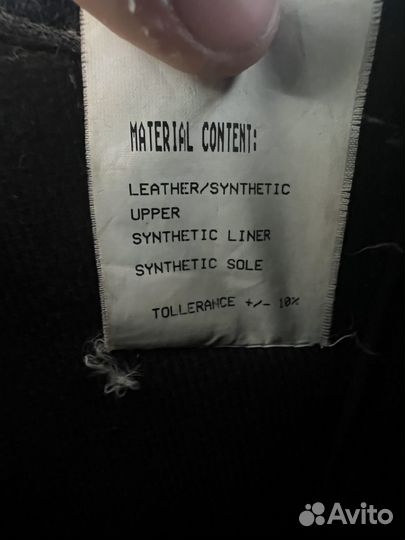 MATERIAL CONTENT:
LEATHER/SYNTHETIC
UPPER
SYNTHETIC LINER
SYNTHETIC SOLE
TOLLERANCE +/- 10%
Avito